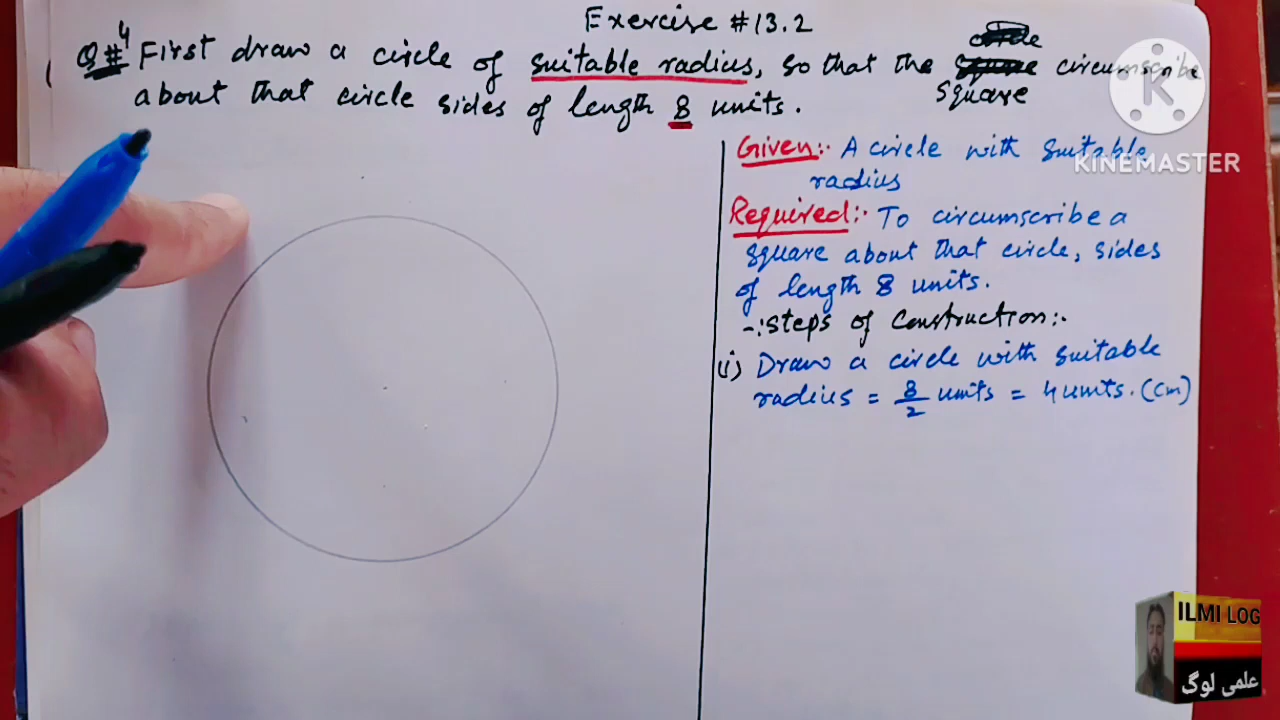 Exercise #13.2
Q#4 First draw a circle of suitable radius, so that the circle square circumscribe
square
about that circle sides of length 8 units.
Given:- A circle with suitable
radius
Required:- To circumscribe a
square about that circle, sides
of length 8 units.
-:Steps of Construction:-
(i) Draw a circle with suitable
radius = 8/2 units = 4 units. (cm)
K
KINEMASTER
ILMI LOG
علمی لوگ